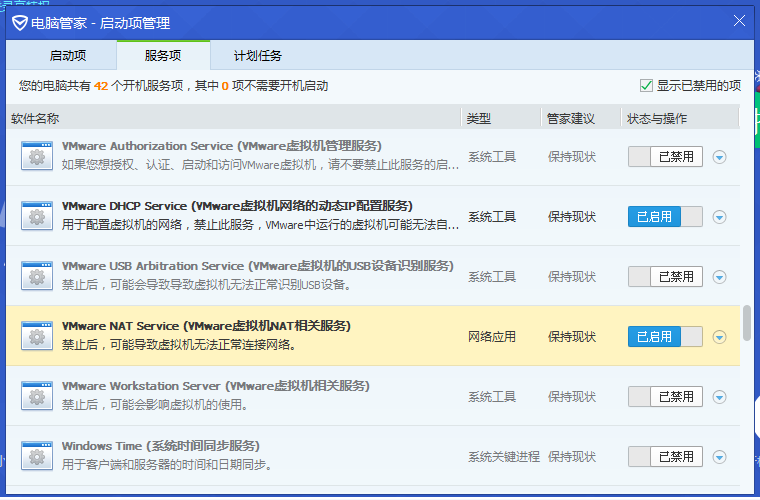 电脑管家 - 启动项管理
启动项 服务项 计划任务
您的电脑共有 42 个开机服务项，其中 0 项不需要开机启动 显示已禁用的项
软件名称 类型 管家建议 状态与操作
VMware Authorization Service (VMware虚拟机管理服务)
如果您想授权、认证、启动和访问VMware虚拟机，请不要禁止此服务的启... 系统工具 保持现状 已禁用
VMware DHCP Service (VMware虚拟机网络的动态IP配置服务)
用于配置虚拟机的网络，禁止此服务，VMware中运行的虚拟机可能无法自... 系统工具 保持现状 已启用
VMware USB Arbitration Service (VMware虚拟机的USB设备识别服务)
禁止后，可能会导致导致虚拟机无法正常识别USB设备。 系统工具 保持现状 已禁用
VMware NAT Service (VMware虚拟机NAT相关服务)
禁止后，可能导致虚拟机无法正常连接网络。 网络应用 保持现状 已启用
VMware Workstation Server (VMware虚拟机相关服务)
禁止后，可能会影响虚拟机的使用。 系统工具 保持现状 已禁用
Windows Time (系统时间同步服务)
用于客户端和服务器的时间和日期同步。 系统关键进程 保持现状 已禁用